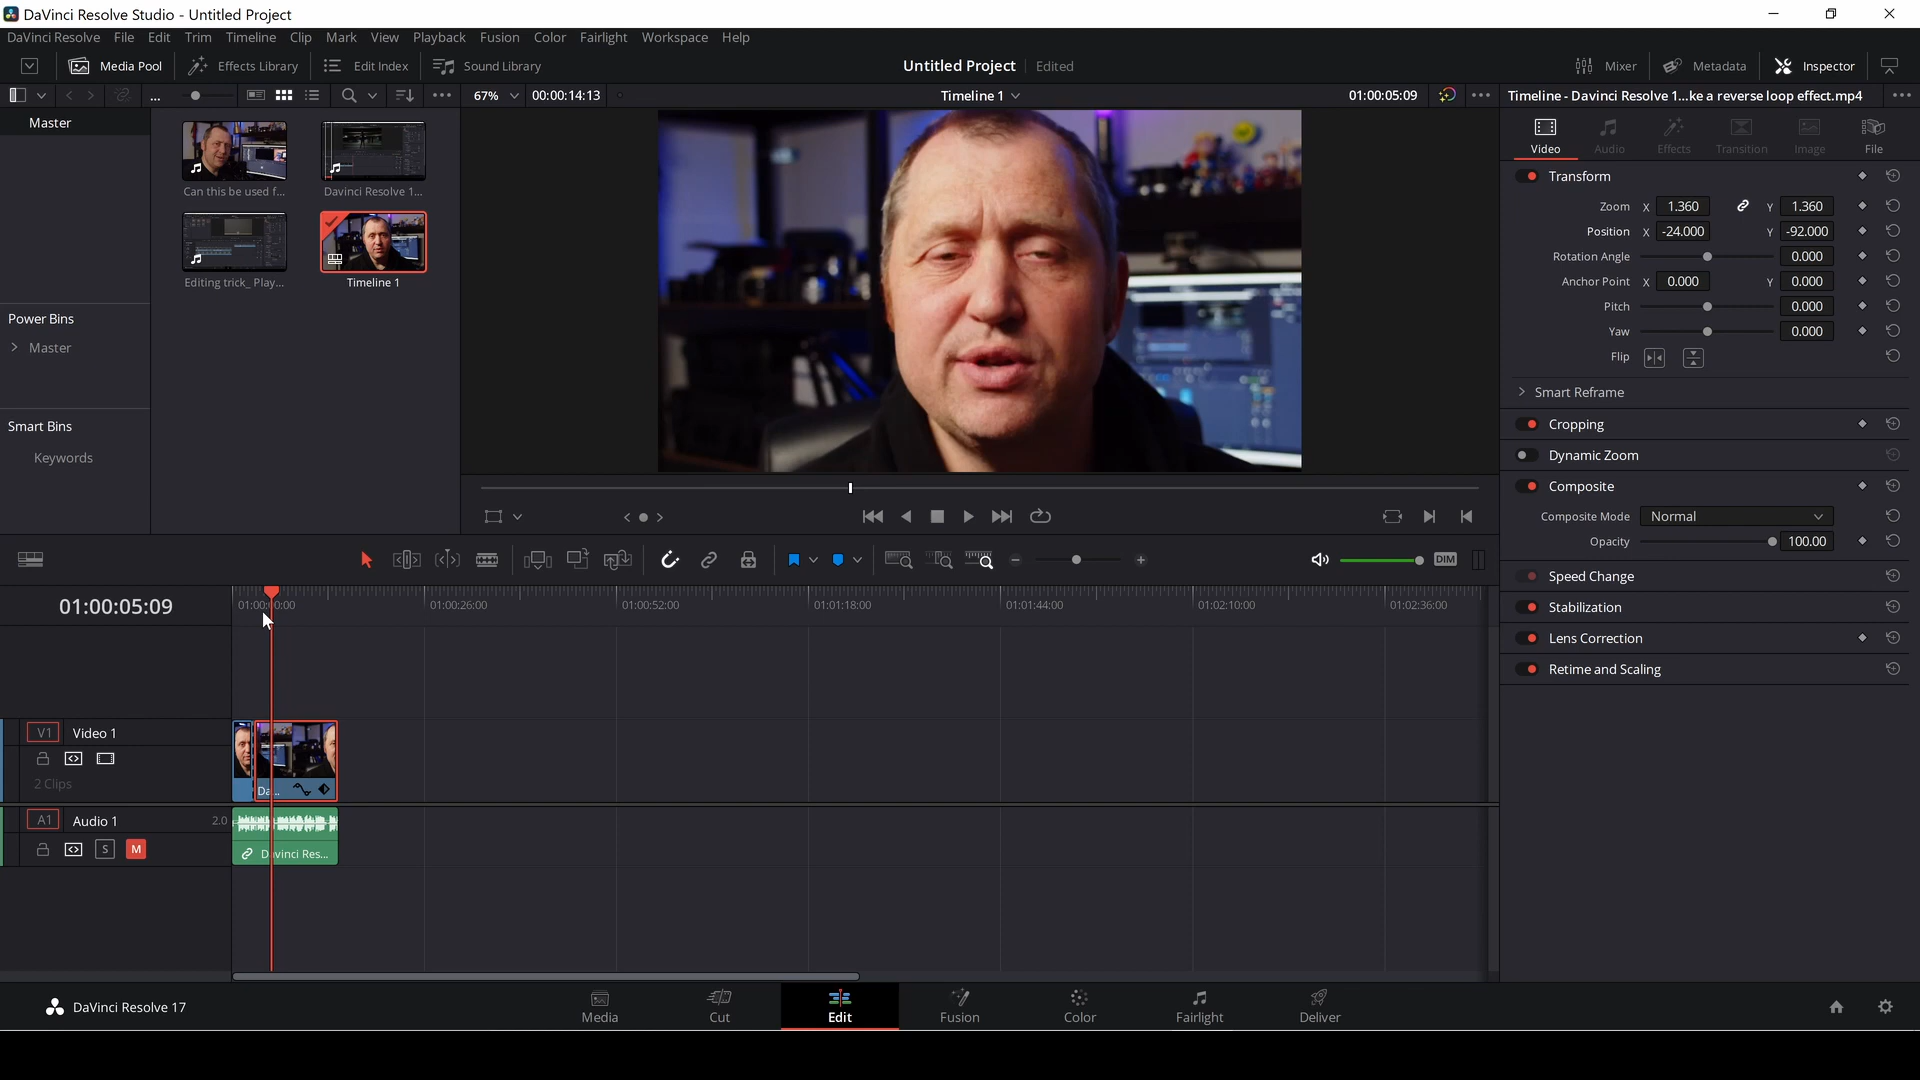 DaVinci Resolve Studio - Untitled Project
DaVinci Resolve File Edit Trim Timeline Clip Mark View Playback Fusion Color Fairlight Workspace Help
Media Pool Effects Library Edit Index Sound Library Untitled Project Edited Mixer Metadata Inspector
... 67% 00:00:14:13 Timeline 1 01:00:05:09 Timeline - Davinci Resolve 1...ke a reverse loop effect.mp4
Master
Video Audio Effects Transition Image File
Transform
Can this be used f... Davinci Resolve 1...
Zoom X 1.360 Y 1.360
Position X -24.000 Y -92.000
Rotation Angle 0.000
Editing trick_ Play... Timeline 1
Anchor Point X 0.000 Y 0.000
Pitch 0.000
Power Bins
Yaw 0.000
Master
Flip
Smart Reframe
Smart Bins
Cropping
Keywords
Dynamic Zoom
Composite
Composite Mode Normal
Opacity 100.00
DIM
Speed Change
01:00:05:09
01:00:00:00 01:00:26:00 01:00:52:00 01:01:18:00 01:01:44:00 01:02:10:00 01:02:36:00
Stabilization
Lens Correction
Retime and Scaling
V1 Video 1
2 Clips
Da...
A1 Audio 1 2.0
S M
Davinci Res...
DaVinci Resolve 17
Media Cut Edit Fusion Color Fairlight Deliver